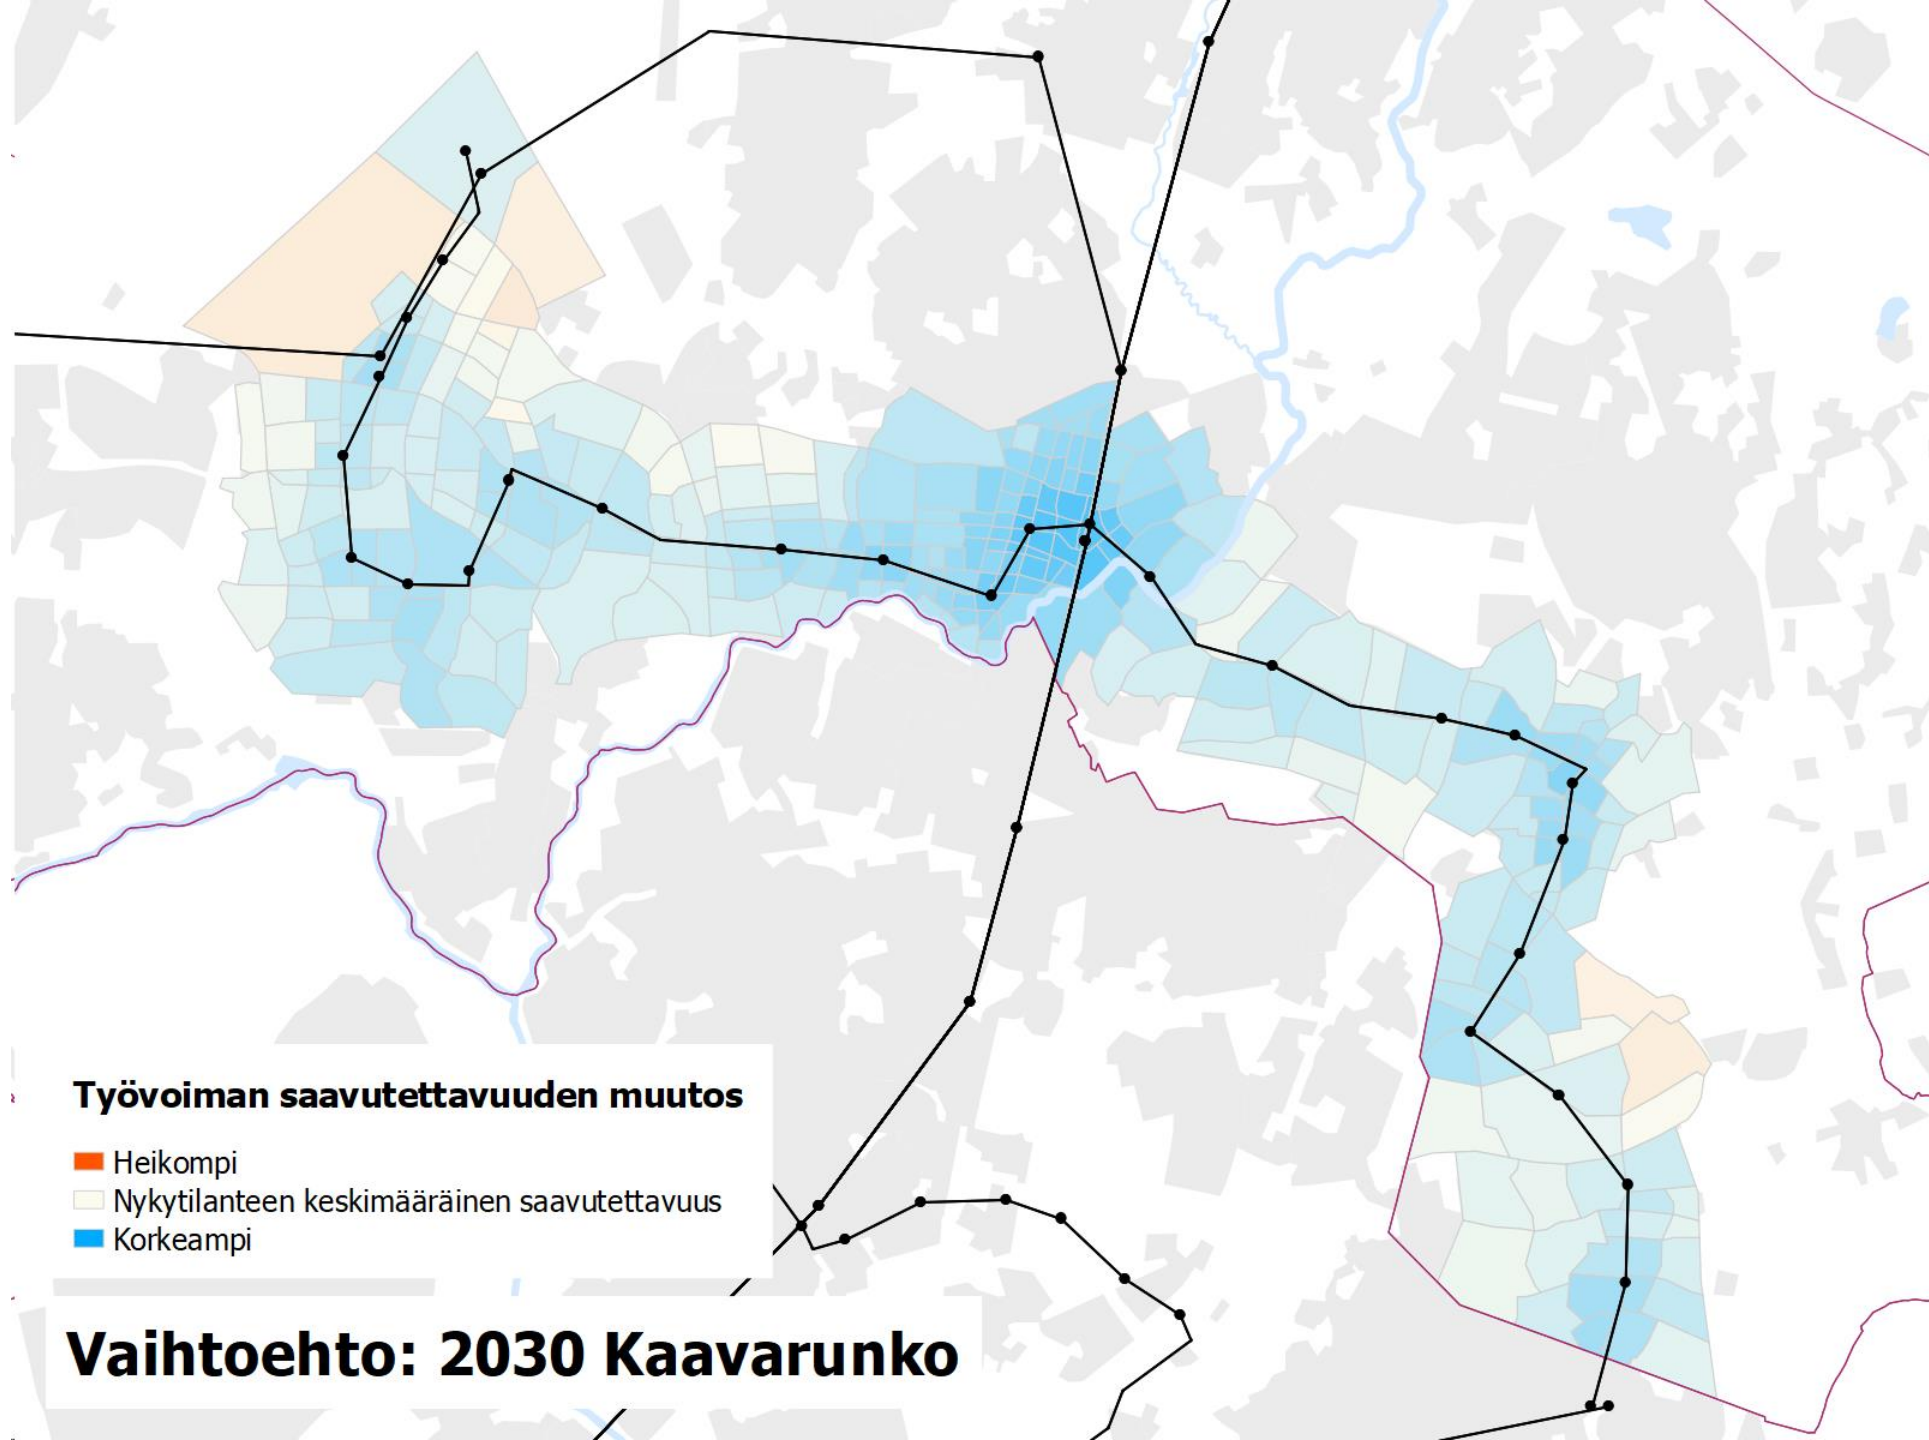 Työvoiman saavutettavuuden muutos
Heikompi
Nykytilanteen keskimääräinen saavutettavuus
Korkeampi
Vaihtoehto: 2030 Kaavarunko